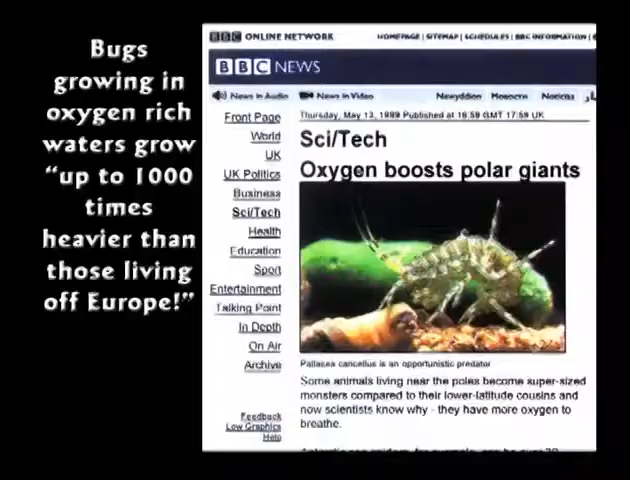 Bugs
growing in
oxygen rich
waters grow
"up to 1000
times
heavier than
those living
off Europe!"
BBC ONLINE NETWORK
HOMEPAGE | SITEMAP | SCHEDULES | BBC INFORMATION |
BBC NEWS
News in Audio News in Video Newyddion Noticias
Thursday, May 13, 1999 Published at 16:59 GMT 17:59 UK
Front Page
World
UK
UK Politics
Business
Sci/Tech
Health
Education
Sport
Entertainment
Talking Point
In Depth
On Air
Archive
Feedback
Low Graphics
Help
Sci/Tech
Oxygen boosts polar giants
Pallasea cancellus is an opportunistic predator
Some animals living near the poles become super-sized
monsters compared to their lower-latitude cousins and
now scientists know why - they have more oxygen to
breathe.